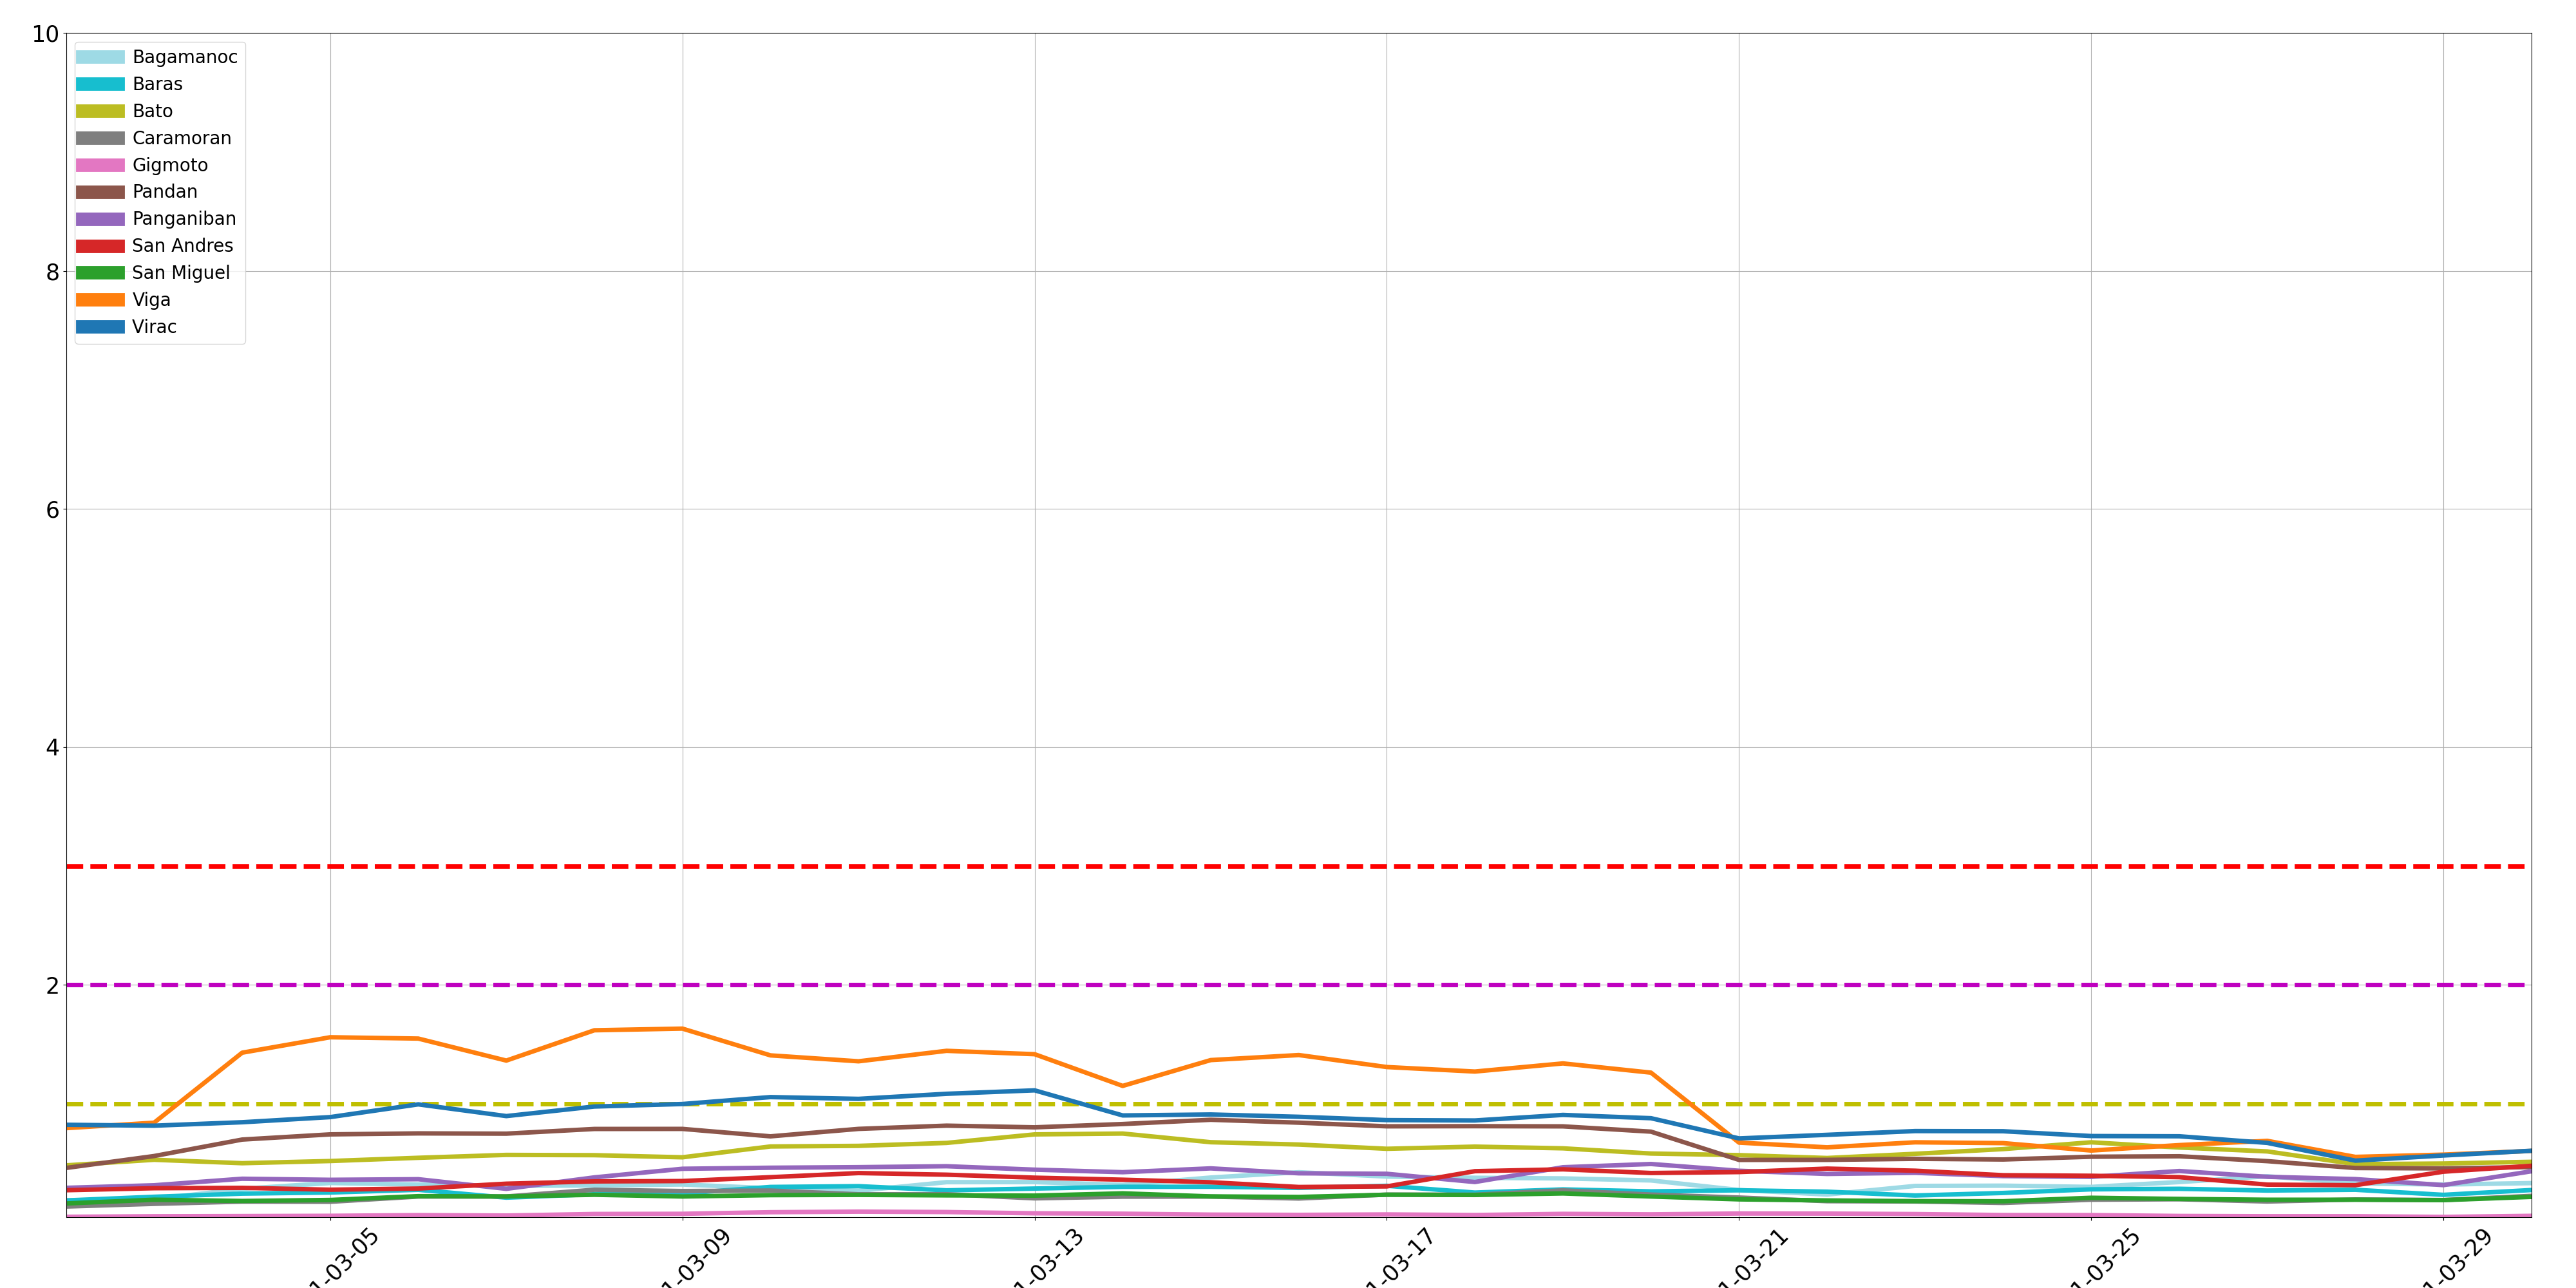 10
8
6
4
2
Bagamanoc
Baras
Bato
Caramoran
Gigmoto
Pandan
Panganiban
San Andres
San Miguel
Viga
Virac
1-03-05
1-03-09
1-03-13
1-03-17
1-03-21
1-03-25
1-03-29